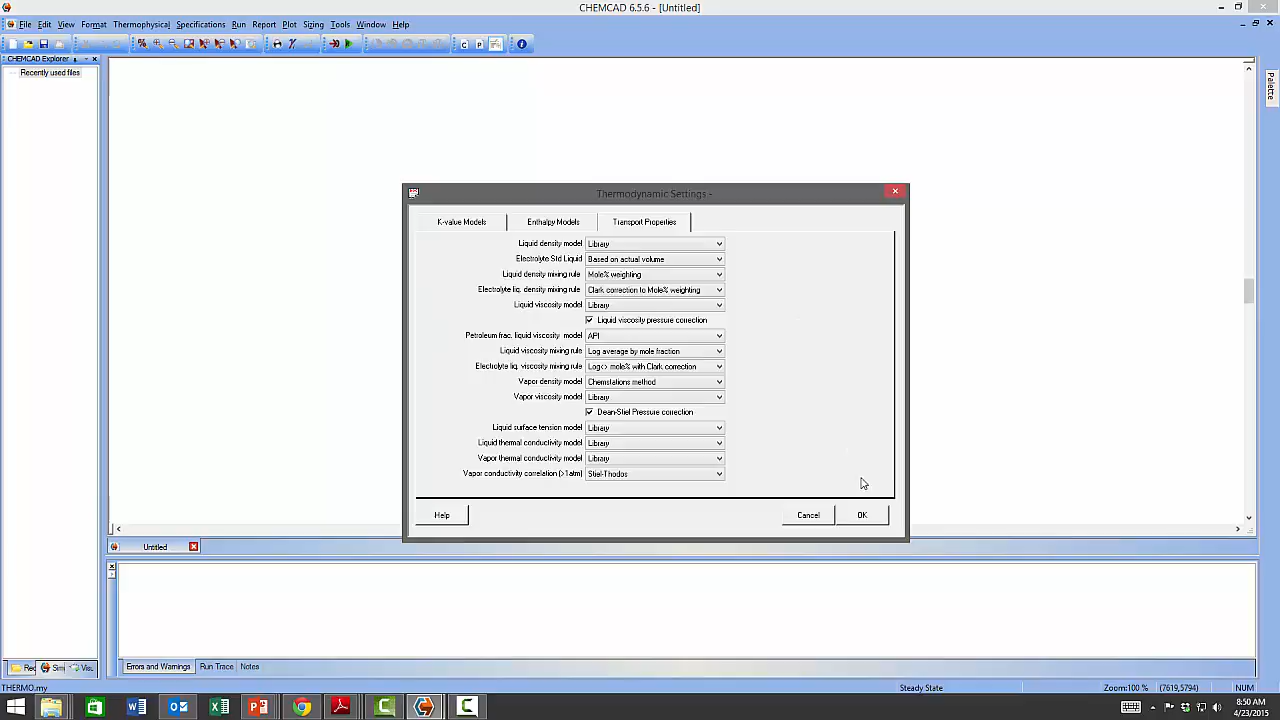 CHEMCAD 6.5.6 - [Untitled]
File Edit View Format Thermophysical Specifications Run Report Plot Sizing Tools Window Help
CHEMCAD Explorer
Recently used files
Palette
Thermodynamic Settings -
K-value Models Enthalpy Models Transport Properties
Liquid density model Library
Electrolyte Std Liquid Based on actual volume
Liquid density mixing rule Mole% weighting
Electrolyte liq. density mixing rule Clark correction to Mole% weighting
Liquid viscosity model Library
Liquid viscosity pressure correction
Petroleum frac. liquid viscosity model API
Liquid viscosity mixing rule Log average by mole fraction
Electrolyte liq. viscosity mixing rule Log<> mole% with Clark correction
Vapor density model Chemstations method
Vapor viscosity model Library
Dean-Stiel Pressure correction
Liquid surface tension model Library
Liquid thermal conductivity model Library
Vapor thermal conductivity model Library
Vapor conductivity correlation (>1atm) Stiel-Thodos
Help Cancel OK
Untitled
Rec Sim Visu
Errors and Warnings Run Trace Notes
THERMO.my Steady State Zoom:100 % (7619,5794) NUM
8:50 AM
4/23/2015